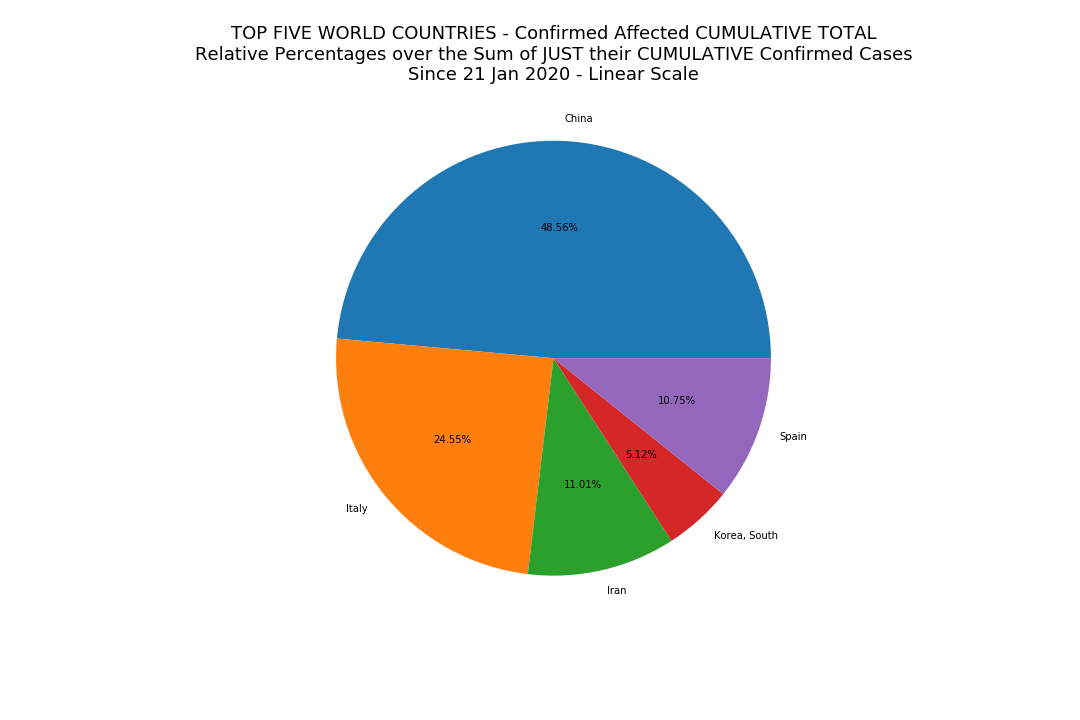 TOP FIVE WORLD COUNTRIES - Confirmed Affected CUMULATIVE TOTAL
Relative Percentages over the Sum of JUST their CUMULATIVE Confirmed Cases
Since 21 Jan 2020 - Linear Scale
China
48.56%
24.55%
Italy
11.01%
Iran
5.12%
Korea, South
10.75%
Spain